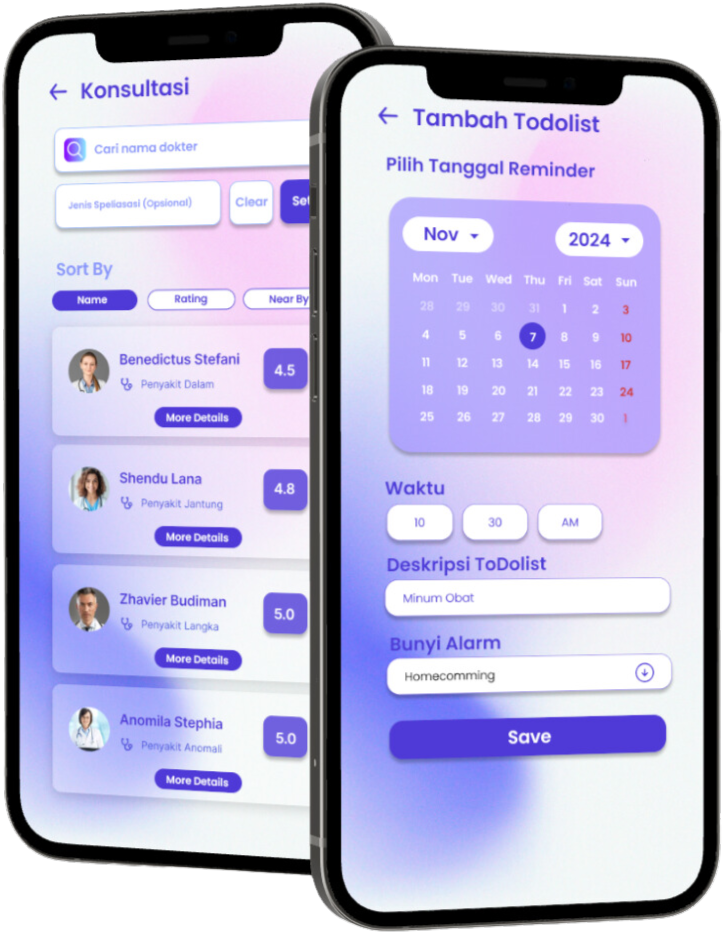 Konsultasi
Cari nama dokter
Jenis Speliasasi (Opsional)
Clear
Sort By
Name
Rating
Near By
Benedictus Stefani
Penyakit Dalam
4.5
More Details
Shendu Lana
Penyakit Jantung
4.8
More Details
Zhavier Budiman
Penyakit Langka
5.0
More Details
Anomila Stephia
Penyakit Anomali
5.0
More Details
Tambah Todolist
Pilih Tanggal Reminder
Nov 2024
Mon Tue Wed Thu Fri Sat Sun
28 29 30 31 1 2 3
4 5 6 7 8 9 10
11 12 13 14 15 16 17
18 19 20 21 22 23 24
25 26 27 28 29 30 1
Waktu
10 30 AM
Deskripsi ToDolist
Minum Obat
Bunyi Alarm
Homecomming
Save